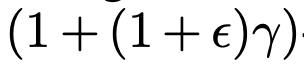 (1 + (1 + ϵ)γ)